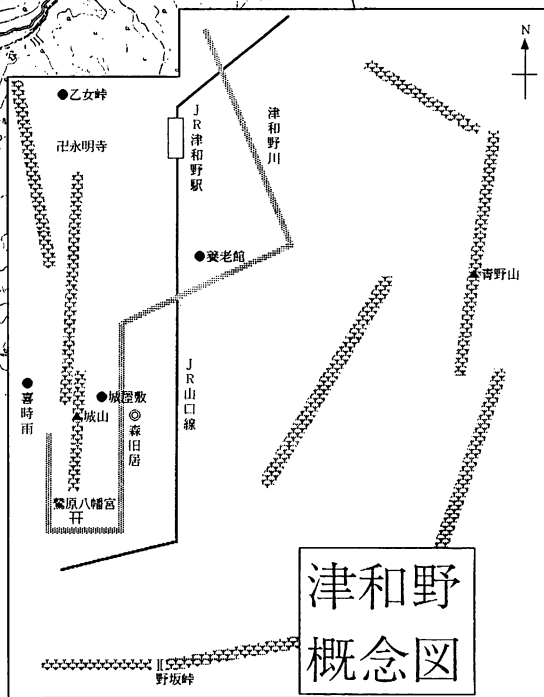 N
乙女峠
卍永明寺
JR津和野駅
津和野川
養老館
青野山
JR山口線
喜時雨
城屋敷
城山
森旧居
鷲原八幡宮
野坂峠
津和野
概念図